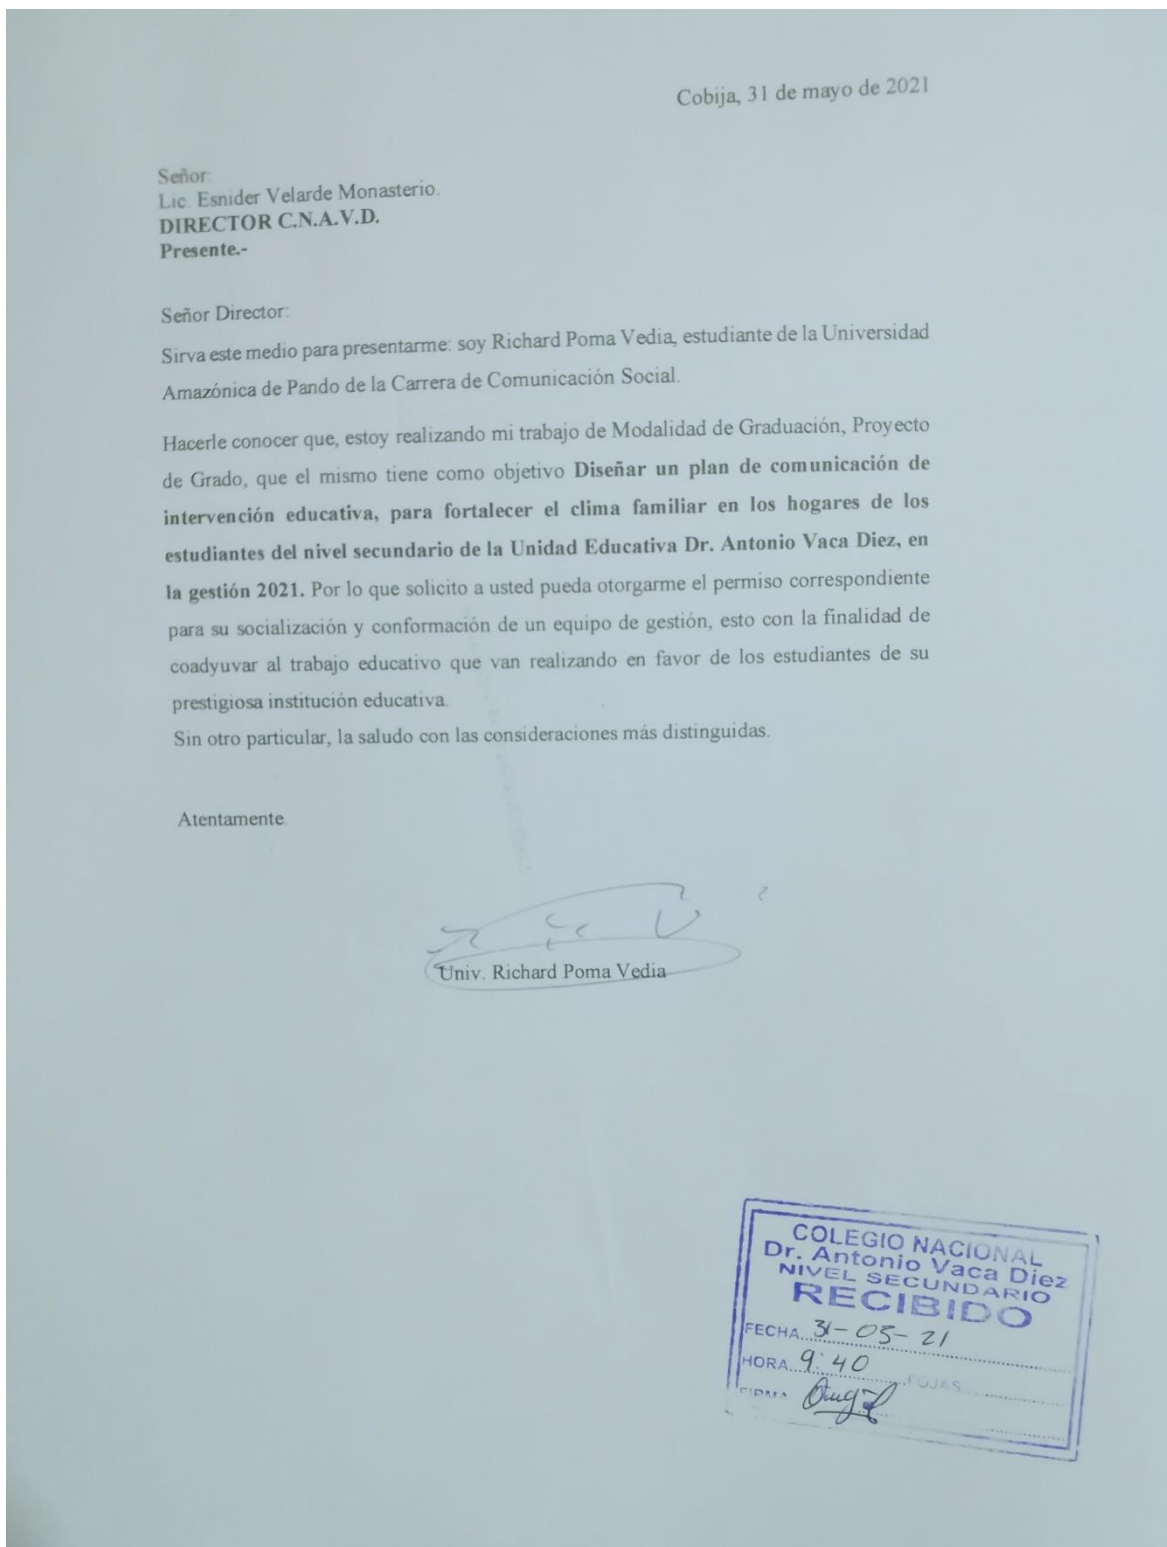 Cobija, 31 de mayo de 2021
Señor:
Lic. Esnider Velarde Monasterio.
DIRECTOR C.N.A.V.D.
Presente.-
Señor Director:
Sirva este medio para presentarme: soy Richard Poma Vedia, estudiante de la Universidad
Amazónica de Pando de la Carrera de Comunicación Social.
Hacerle conocer que, estoy realizando mi trabajo de Modalidad de Graduación, Proyecto
de Grado, que el mismo tiene como objetivo Diseñar un plan de comunicación de
intervención educativa, para fortalecer el clima familiar en los hogares de los
estudiantes del nivel secundario de la Unidad Educativa Dr. Antonio Vaca Diez, en
la gestión 2021. Por lo que solicito a usted pueda otorgarme el permiso correspondiente
para su socialización y conformación de un equipo de gestión, esto con la finalidad de
coadyuvar al trabajo educativo que van realizando en favor de los estudiantes de su
prestigiosa institución educativa.
Sin otro particular, la saludo con las consideraciones más distinguidas.
Atentamente.
Univ. Richard Poma Vedia
COLEGIO NACIONAL
Dr. Antonio Vaca Diez
NIVEL SECUNDARIO
RECIBIDO
FECHA 31-05-21
HORA 9:40 FOJAS
FIRMA